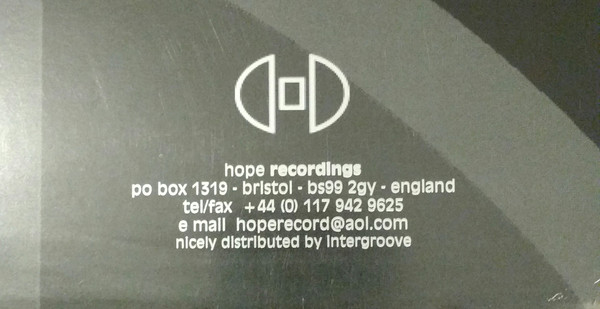 hope recordings
po box 1319 - bristol - bs99 2gy - england
tel/fax +44 (0) 117 942 9625
e mail hoperecord@aol.com
nicely distributed by intergroove